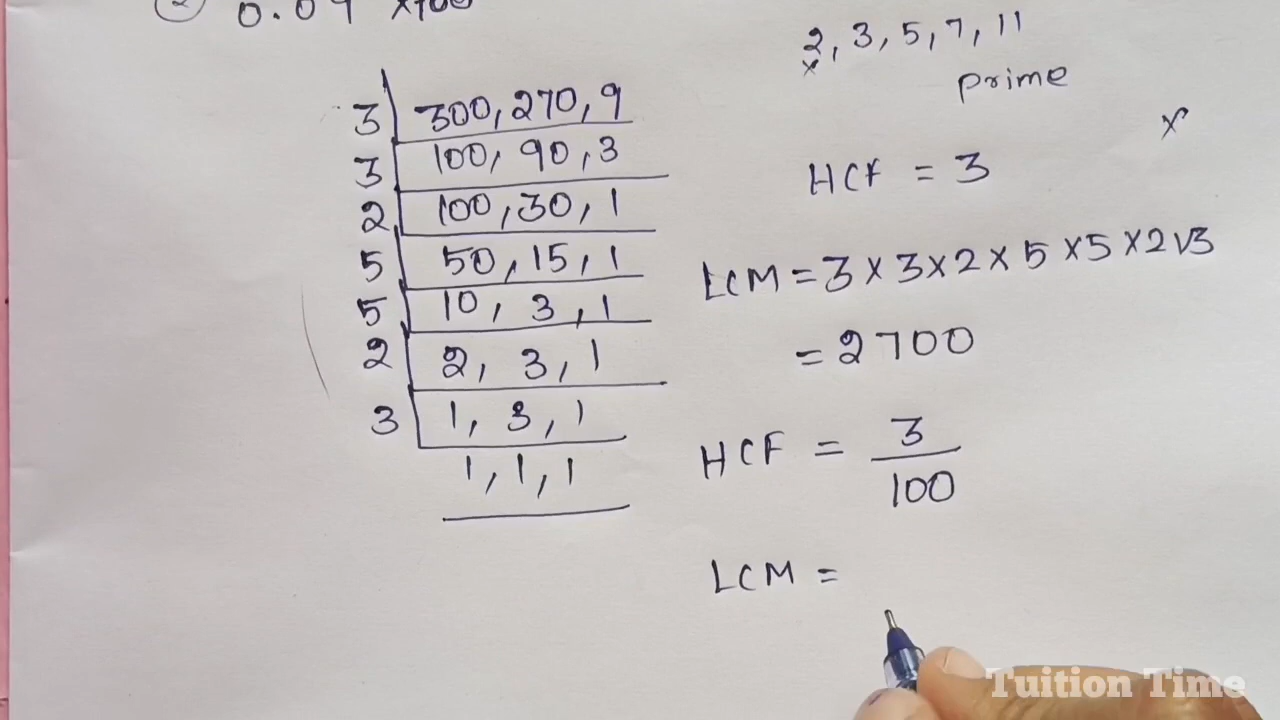 ② 0.09 ×100
2, 3, 5, 7, 11
×
prime
×
3 | 300, 270, 9
3 | 100, 90, 3
2 | 100, 30, 1
5 | 50, 15, 1
5 | 10, 3, 1
2 | 2, 3, 1
3 | 1, 3, 1
1, 1, 1
HCF = 3
LCM = 3 × 3 × 2 × 5 × 5 × 2 × 3
= 2700
HCF = 3
100
LCM =
Tuition Time